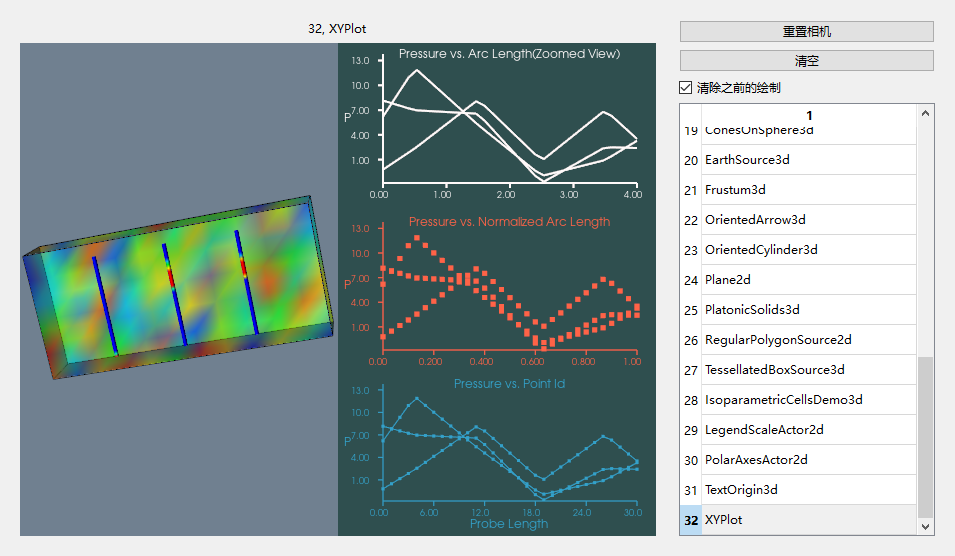 32, XYPlot
Pressure vs. Arc Length(Zoomed View)
13.0
10.0
7.00
P
4.00
1.00
0.00 1.00 2.00 3.00 4.00
Pressure vs. Normalized Arc Length
13.0
10.0
7.00
P
4.00
1.00
0.00 0.200 0.400 0.600 0.800 1.00
Pressure vs. Point Id
13.0
10.0
7.00
P
4.00
1.00
0.00 6.00 12.0 18.0 24.0 30.0
Probe Length
重置相机
清空
清除之前的绘制
1
19 ConesOnSphere3d
20 EarthSource3d
21 Frustum3d
22 OrientedArrow3d
23 OrientedCylinder3d
24 Plane2d
25 PlatonicSolids3d
26 RegularPolygonSource2d
27 TessellatedBoxSource3d
28 IsoparametricCellsDemo3d
29 LegendScaleActor2d
30 PolarAxesActor2d
31 TextOrigin3d
32 XYPlot